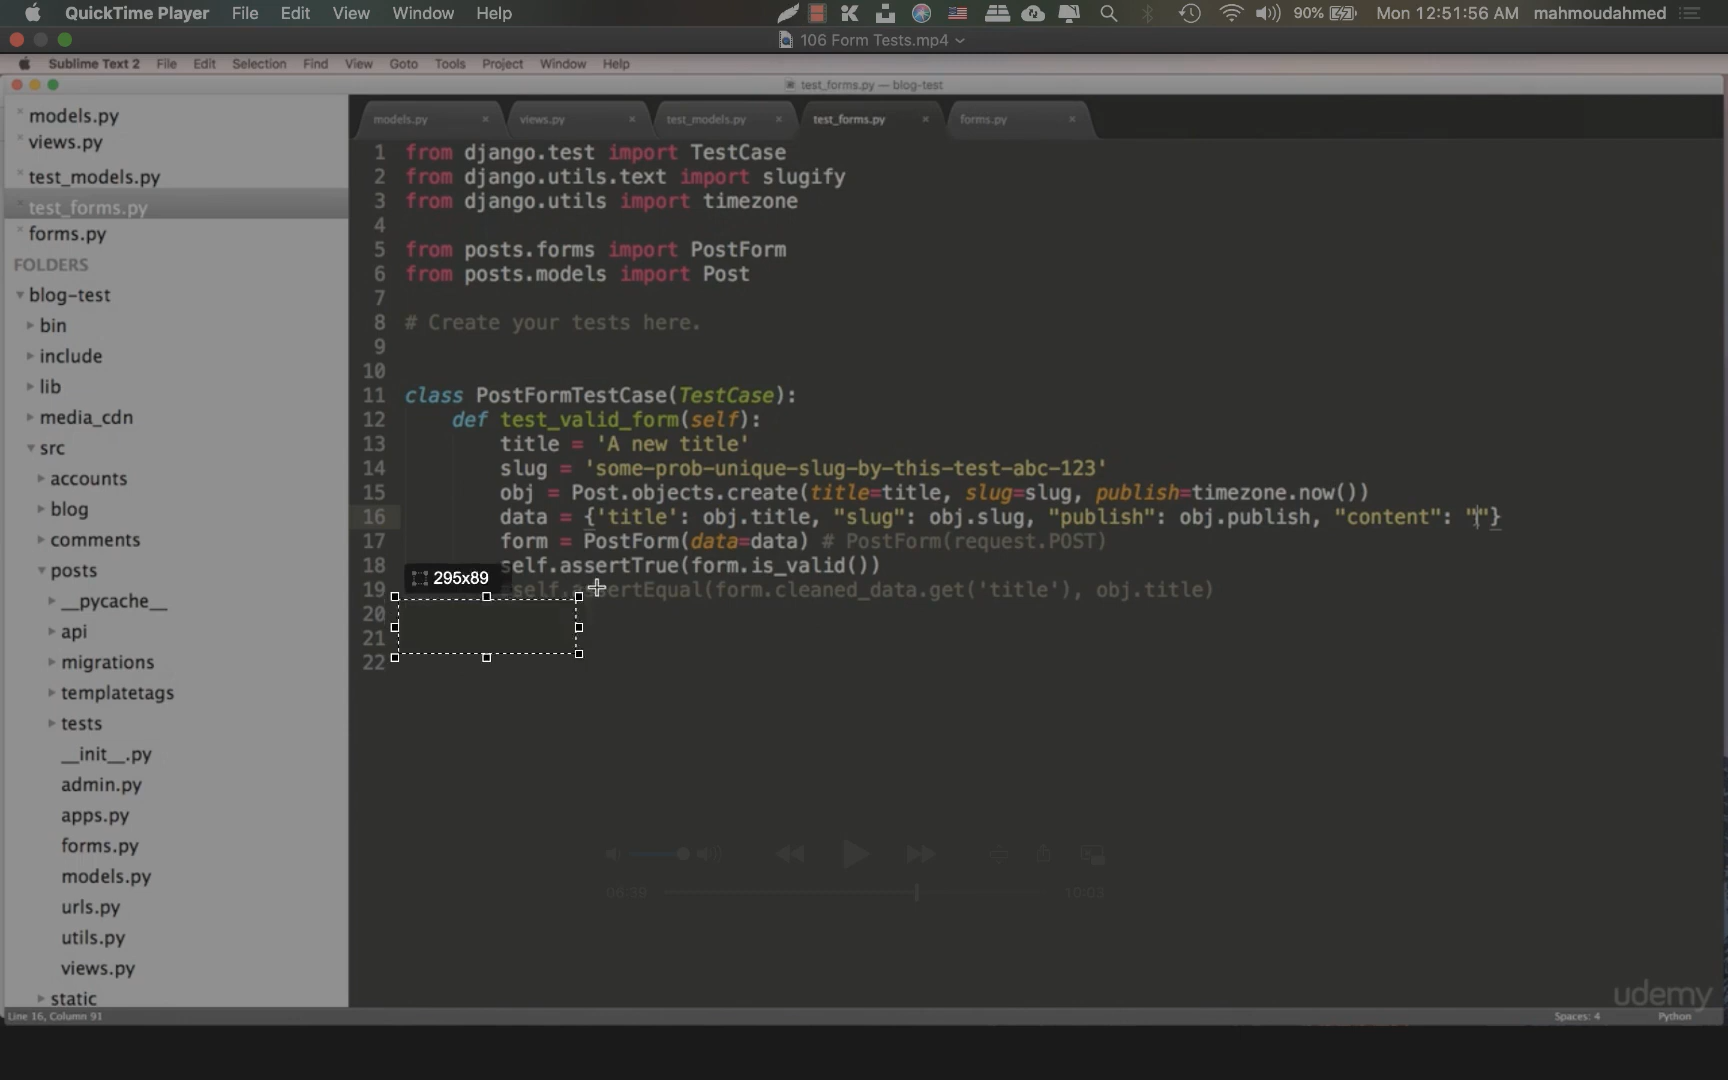 QuickTime Player File Edit View Window Help 90% Mon 12:51:56 AM mahmoudahmed
106 Form Tests.mp4
Sublime Text 2 File Edit Selection Find View Goto Tools Project Window Help
test_forms.py — blog-test
models.py
views.py
test_models.py
test_forms.py
forms.py
FOLDERS
blog-test
bin
include
lib
media_cdn
src
accounts
blog
comments
posts
__pycache__
api
migrations
templatetags
tests
__init__.py
admin.py
apps.py
forms.py
models.py
urls.py
utils.py
views.py
static
models.py views.py test_models.py test_forms.py forms.py
1 from django.test import TestCase
2 from django.utils.text import slugify
3 from django.utils import timezone
4
5 from posts.forms import PostForm
6 from posts.models import Post
7
8 # Create your tests here.
9
10
11 class PostFormTestCase(TestCase):
12 def test_valid_form(self):
13 title = 'A new title'
14 slug = 'some-prob-unique-slug-by-this-test-abc-123'
15 obj = Post.objects.create(title=title, slug=slug, publish=timezone.now())
16 data = {'title': obj.title, "slug": obj.slug, "publish": obj.publish, "content": ""}
17 form = PostForm(data=data) # PostForm(request.POST)
18 self.assertTrue(form.is_valid())
19 #self.assertEqual(form.cleaned_data.get('title'), obj.title)
20
21
22
295x89
06:39 10:03
udemy
Line 16, Column 91 Spaces: 4 Python